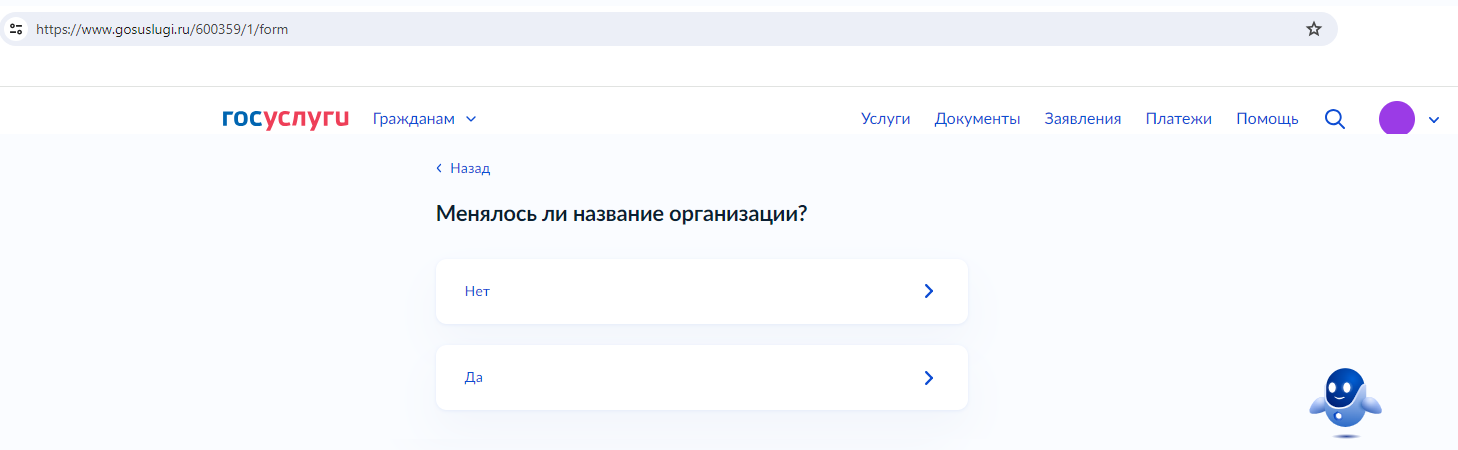 https://www.gosuslugi.ru/600359/1/form
госуслуги Гражданам Услуги Документы Заявления Платежи Помощь
Назад
Менялось ли название организации?
Нет
Да